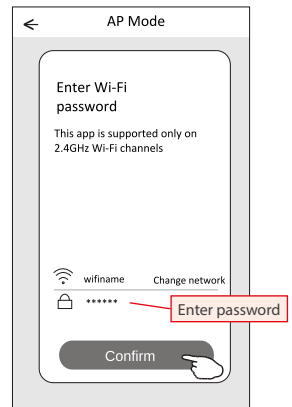 AP Mode
Enter Wi-Fi
password
This app is supported only on
2.4GHz Wi-Fi channels
wifiname Change network
******
Enter password
Confirm